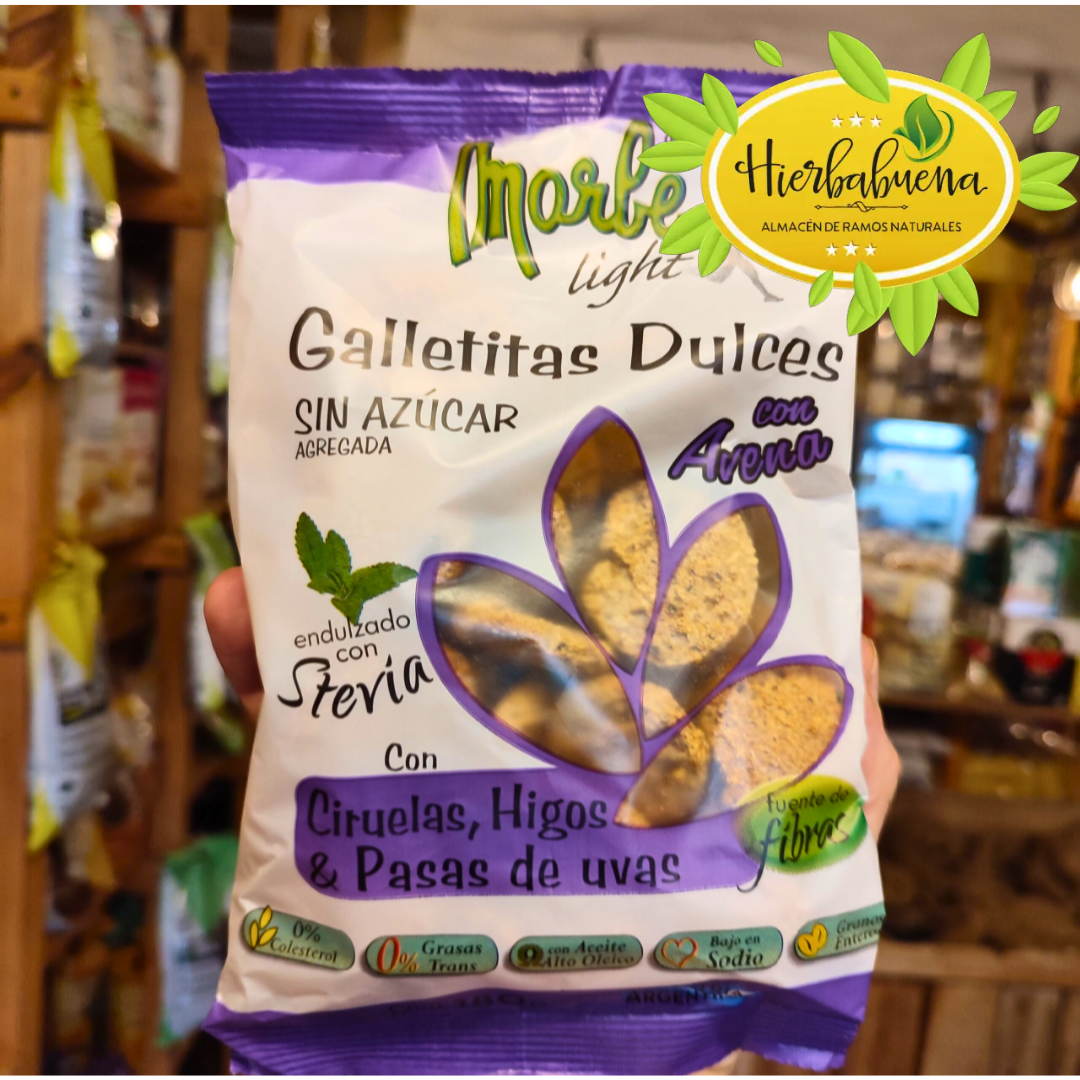 Hierbabuena
ALMACÉN DE RAMOS NATURALES
light
Galletitas Dulces
SIN AZÚCAR
AGREGADA
con
Avena
endulzado
con
Stevia
Con
Ciruelas, Higos
& Pasas de uvas
fuente de
fibras
0%
Colesterol
0% Grasas
Trans
con Aceite
Alto Oleico
Bajo en
Sodio
Granos
Enteros
ARGENTINA